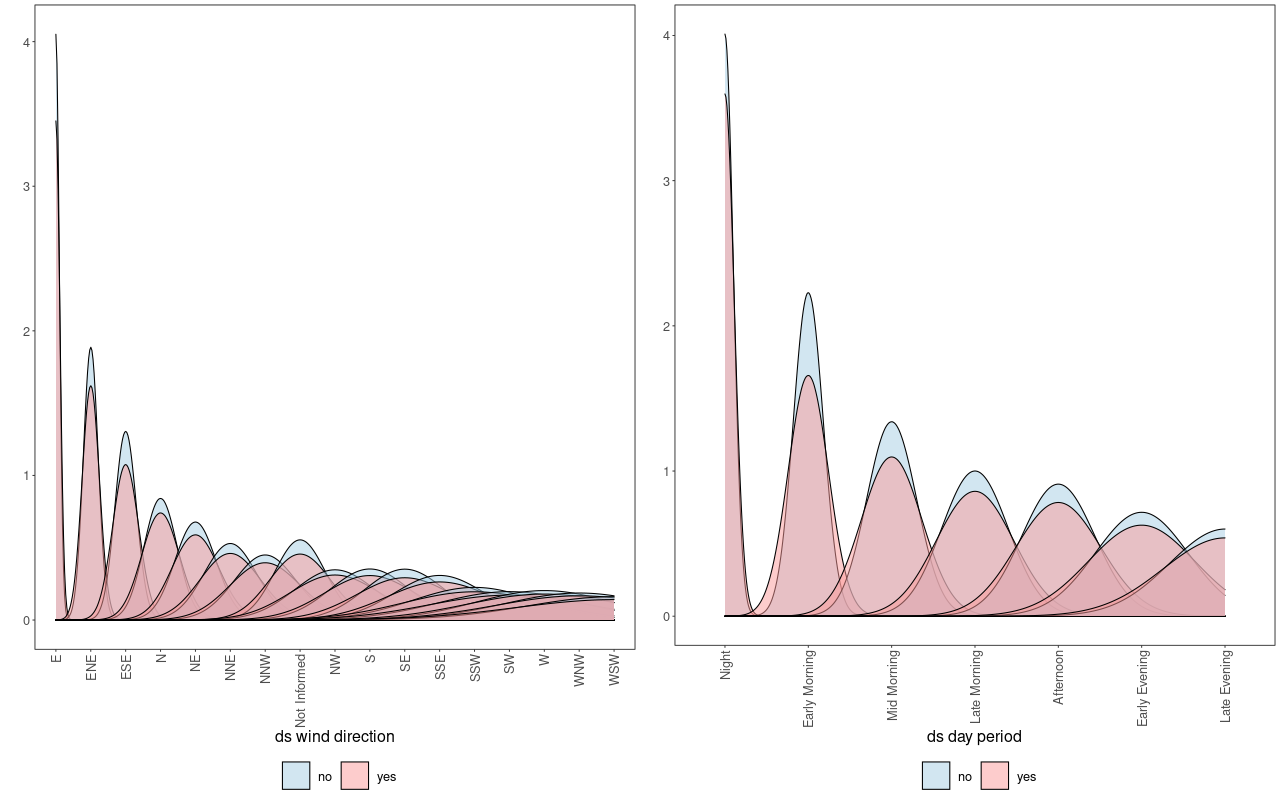 4
3
2
1
0
E
ENE
ESE
N
NE
NNE
NNW
Not Informed
NW
S
SE
SSE
SSW
SW
W
WNW
WSW
ds wind direction
no yes
4
3
2
1
0
Night
Early Morning
Mid Morning
Late Morning
Afternoon
Early Evening
Late Evening
ds day period
no yes